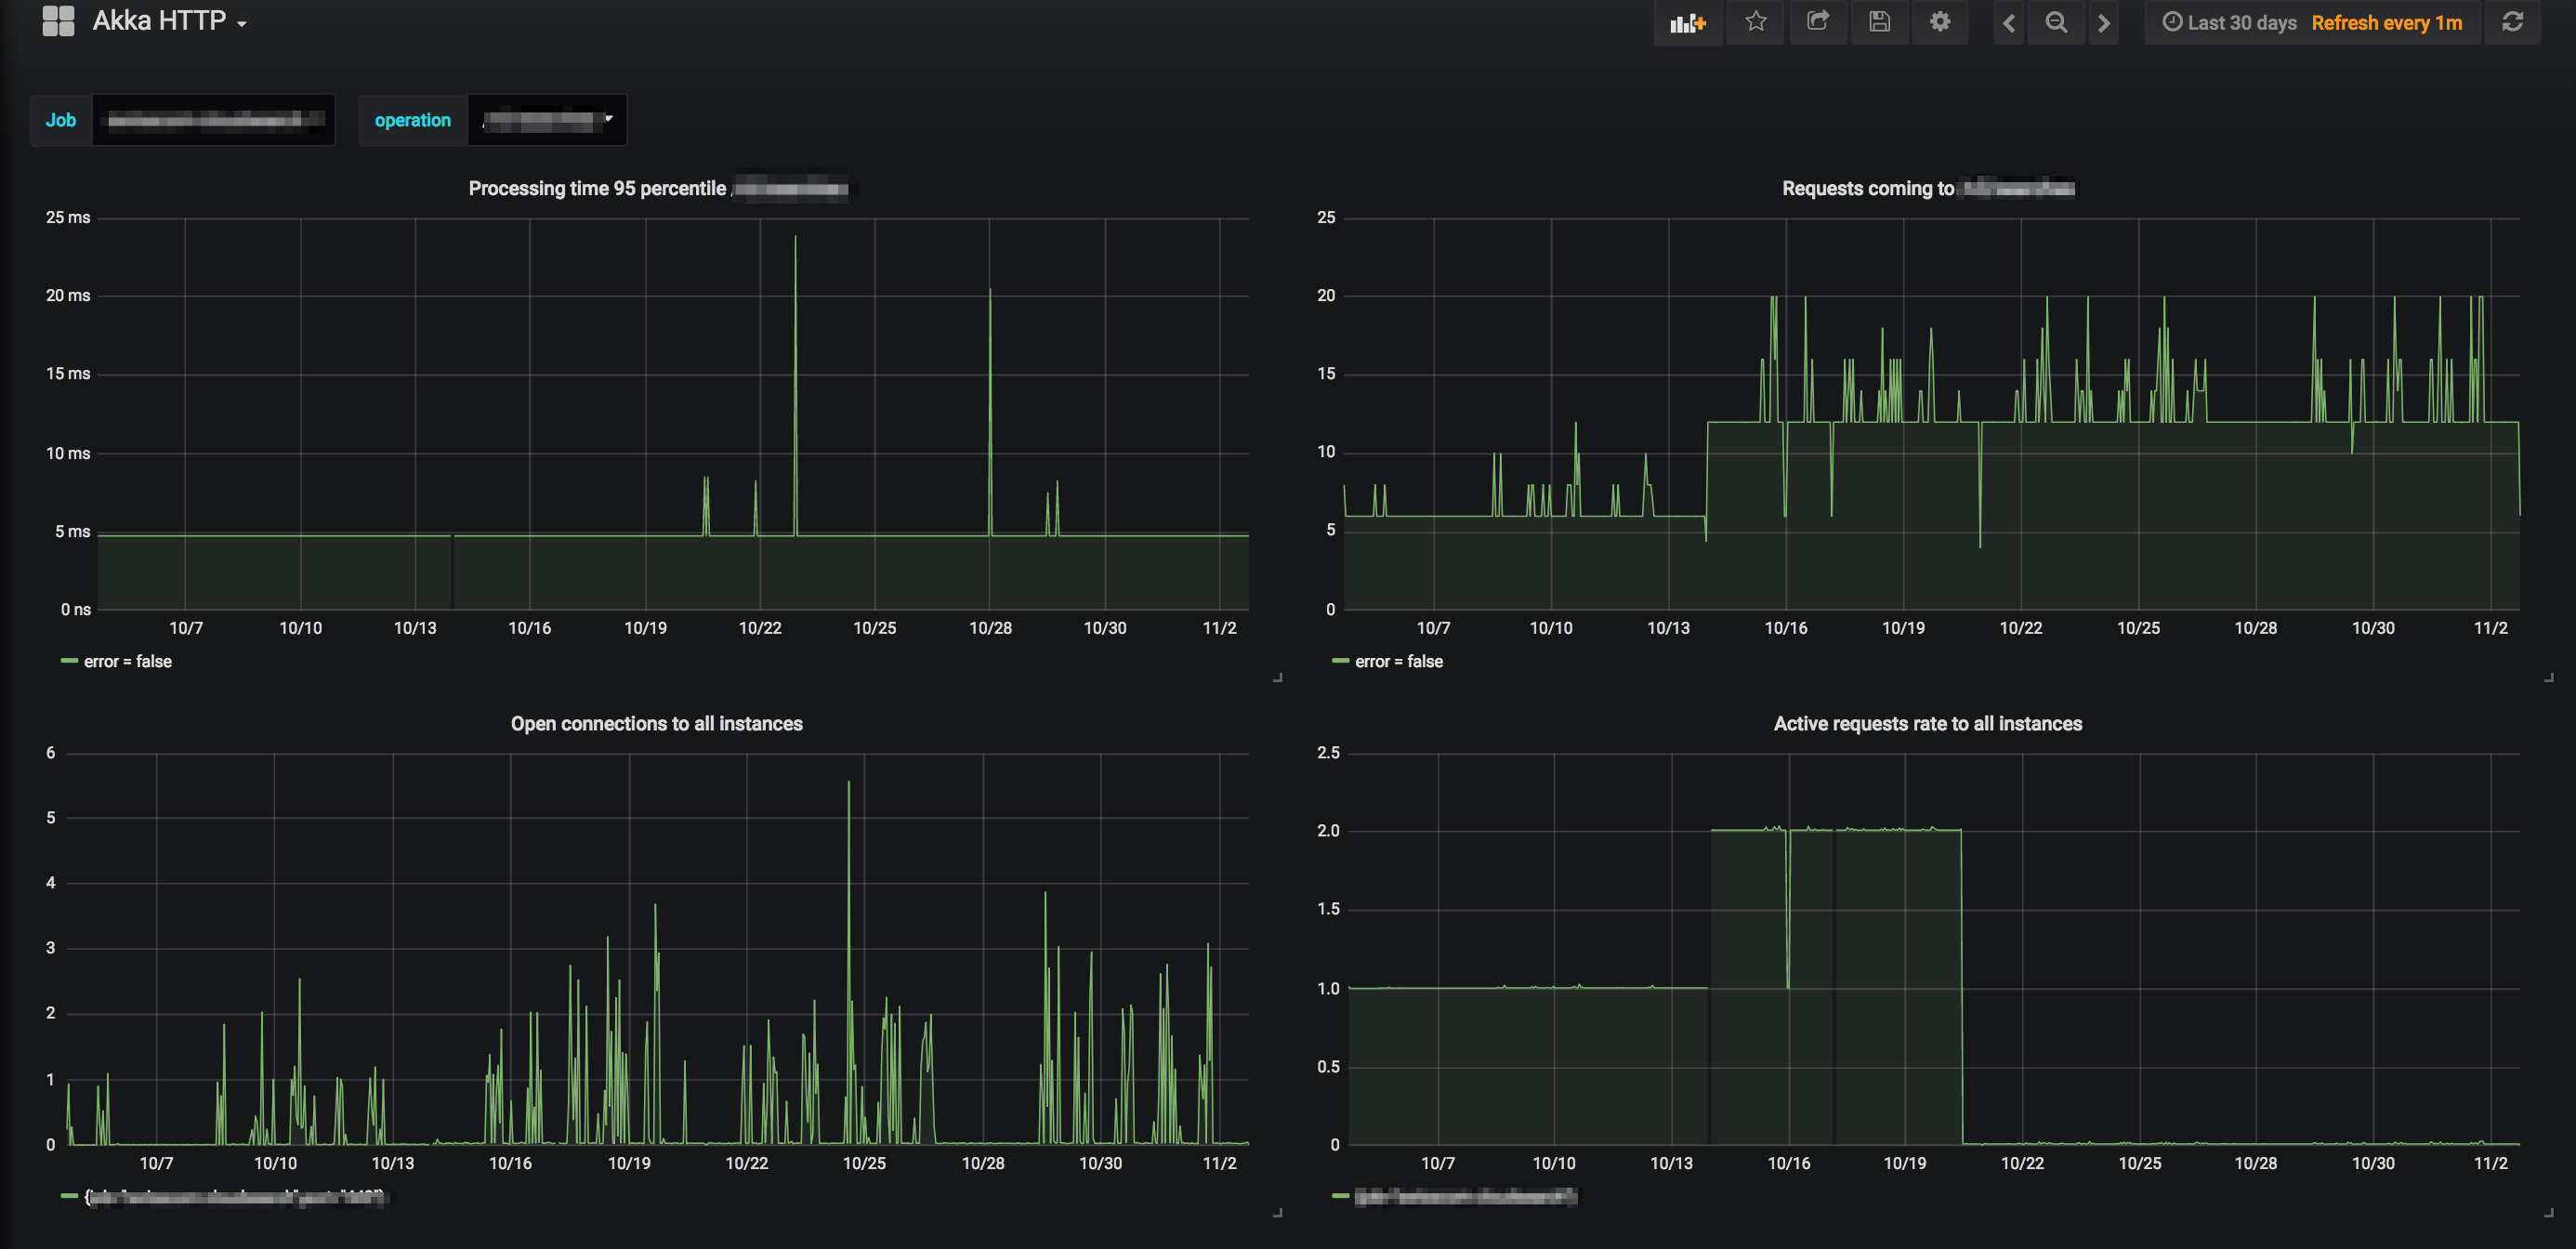 Akka HTTP
Last 30 days Refresh every 1m
Job
operation
Processing time 95 percentile
25 ms
20 ms
15 ms
10 ms
5 ms
0 ns
10/7 10/10 10/13 10/16 10/19 10/22 10/25 10/28 10/30 11/2
error = false
Requests coming to
25
20
15
10
5
0
10/7 10/10 10/13 10/16 10/19 10/22 10/25 10/28 10/30 11/2
error = false
Open connections to all instances
6
5
4
3
2
1
0
10/7 10/10 10/13 10/16 10/19 10/22 10/25 10/28 10/30 11/2
Active requests rate to all instances
2.5
2.0
1.5
1.0
0.5
0
10/7 10/10 10/13 10/16 10/19 10/22 10/25 10/28 10/30 11/2